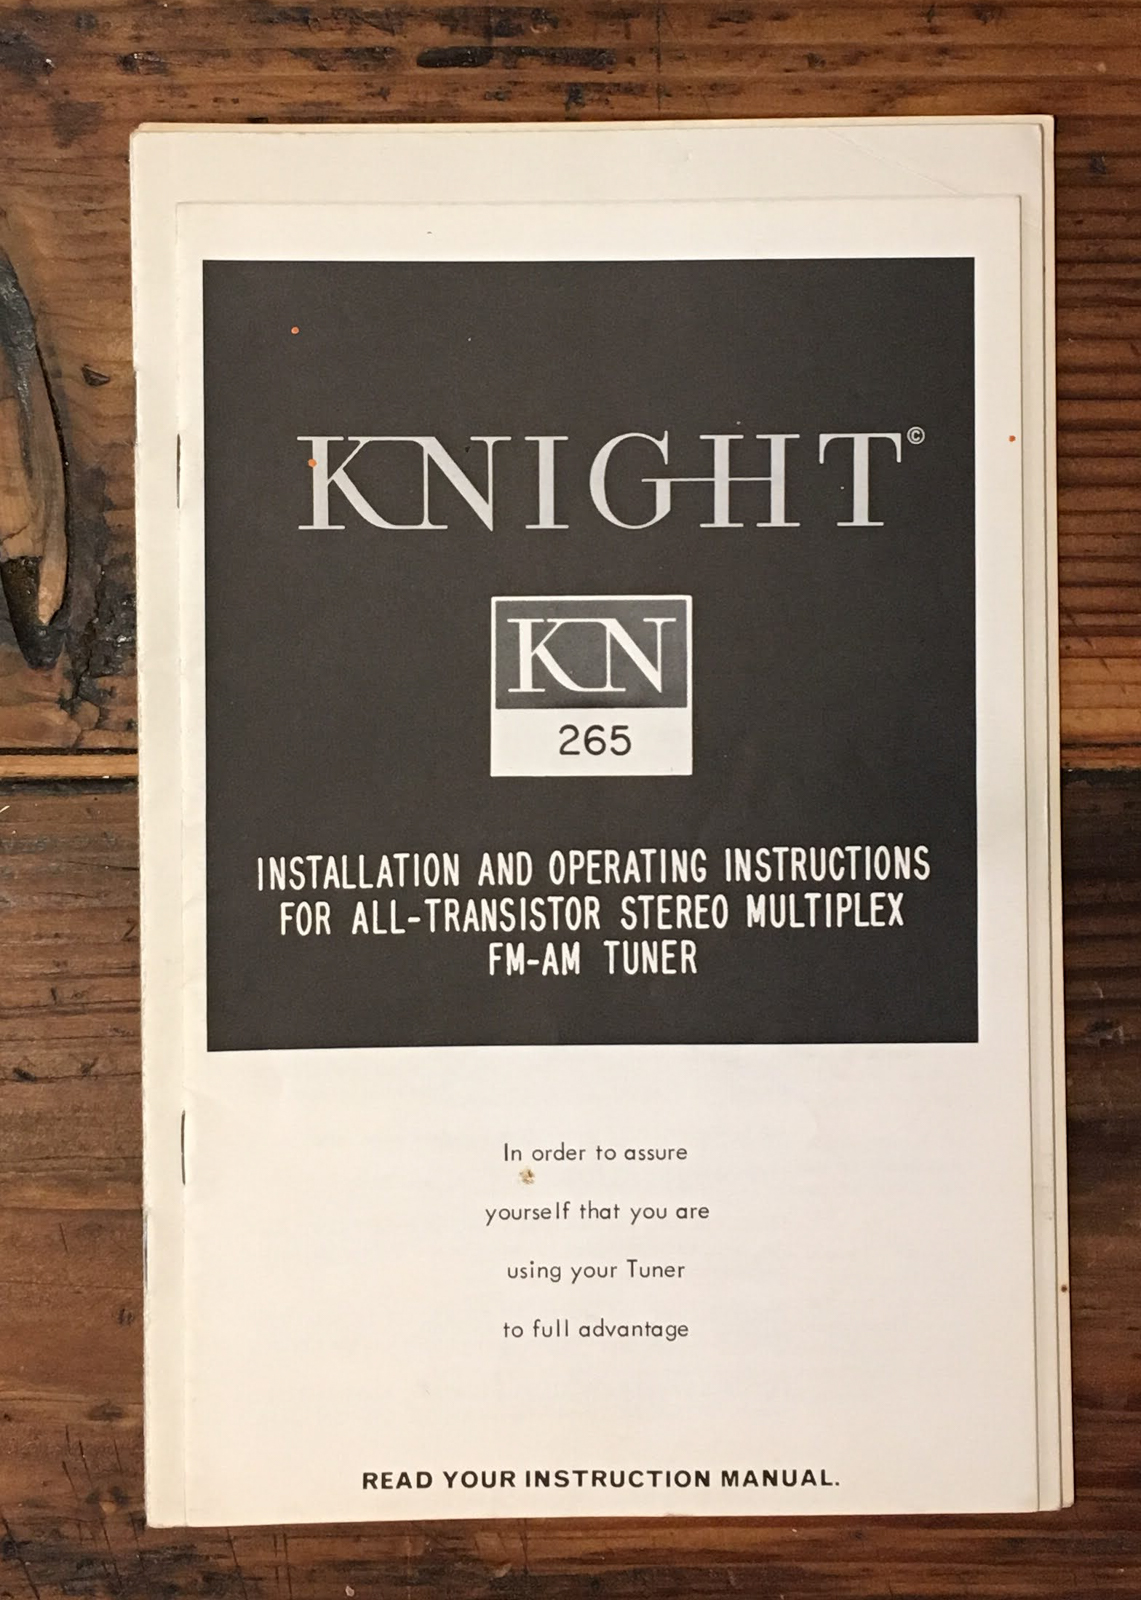 KNIGHT©
KN
265
INSTALLATION AND OPERATING INSTRUCTIONS
FOR ALL-TRANSISTOR STEREO MULTIPLEX
FM-AM TUNER
In order to assure
yourself that you are
using your Tuner
to full advantage
READ YOUR INSTRUCTION MANUAL.